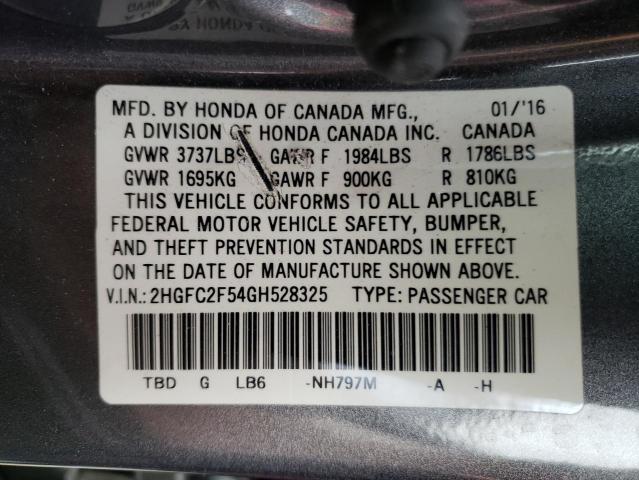 MFD. BY HONDA OF CANADA MFG., 01/'16
A DIVISION OF HONDA CANADA INC. CANADA
GVWR 3737LBS GAWR F 1984LBS R 1786LBS
GVWR 1695KG GAWR F 900KG R 810KG
THIS VEHICLE CONFORMS TO ALL APPLICABLE
FEDERAL MOTOR VEHICLE SAFETY, BUMPER,
AND THEFT PREVENTION STANDARDS IN EFFECT
ON THE DATE OF MANUFACTURE SHOWN ABOVE.
V.I.N.: 2HGFC2F54GH528325 TYPE: PASSENGER CAR
TBD G LB6 -NH797M -A -H